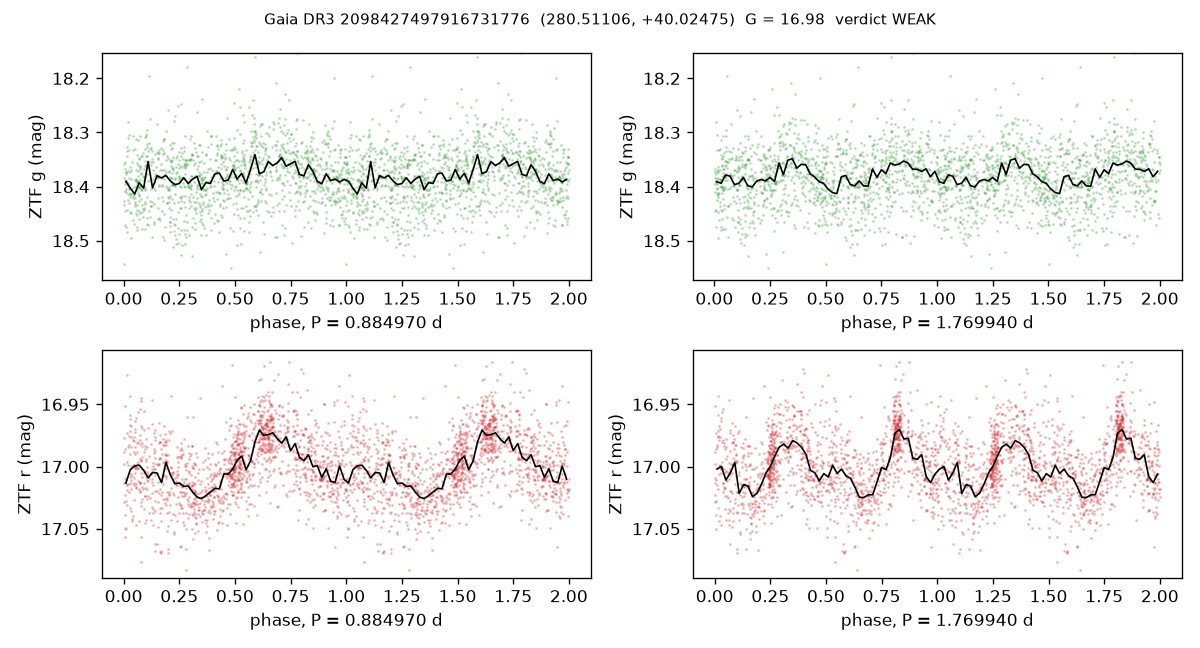 Gaia DR3 2098427497916731776 (280.51106, +40.02475) G = 16.98 verdict WEAK
ZTF g (mag)
18.2
18.3
18.4
18.5
0.00 0.25 0.50 0.75 1.00 1.25 1.50 1.75 2.00
phase, P = 0.884970 d
ZTF g (mag)
18.2
18.3
18.4
18.5
0.00 0.25 0.50 0.75 1.00 1.25 1.50 1.75 2.00
phase, P = 1.769940 d
ZTF r (mag)
16.95
17.00
17.05
0.00 0.25 0.50 0.75 1.00 1.25 1.50 1.75 2.00
phase, P = 0.884970 d
ZTF r (mag)
16.95
17.00
17.05
0.00 0.25 0.50 0.75 1.00 1.25 1.50 1.75 2.00
phase, P = 1.769940 d